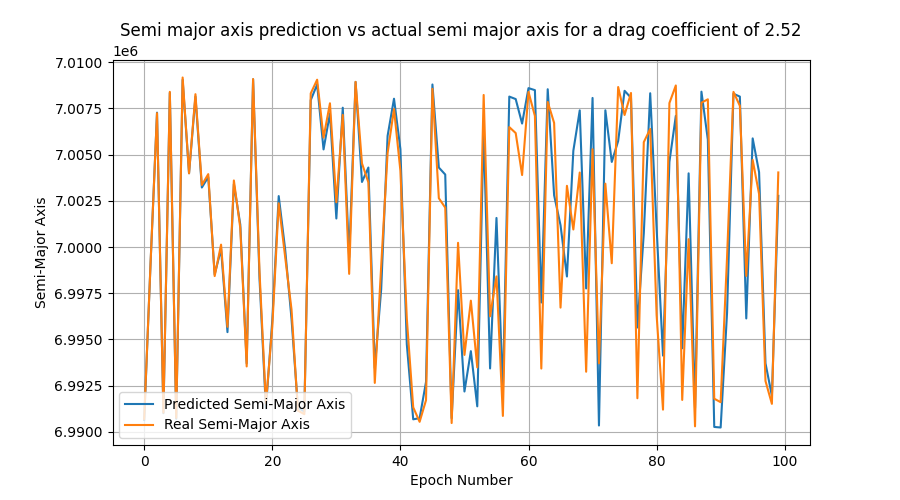 Semi major axis prediction vs actual semi major axis for a drag coefficient of 2.52
1e6
7.0100
7.0075
7.0050
7.0025
7.0000
6.9975
6.9950
6.9925
6.9900
Semi-Major Axis
Predicted Semi-Major Axis
Real Semi-Major Axis
0
20
40
60
80
100
Epoch Number